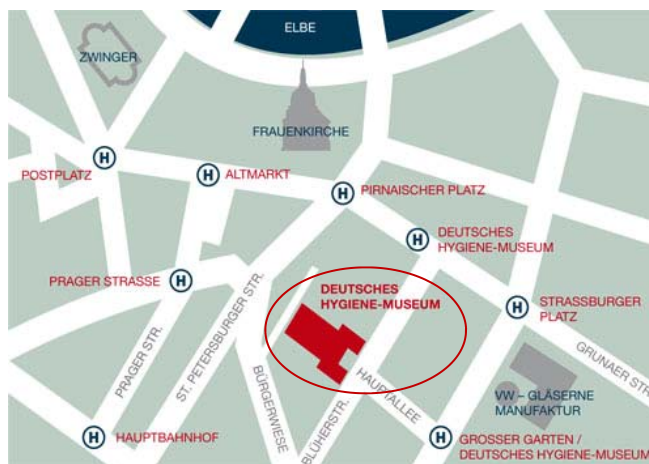 ELBE
ZWINGER
FRAUENKIRCHE
H
POSTPLATZ
H
ALTMARKT
H
PIRNAISCHER PLATZ
H
DEUTSCHES
HYGIENE-MUSEUM
PRAGER STRASSE
H
DEUTSCHES
HYGIENE-MUSEUM
H
STRASSBURGER
PLATZ
PRAGER STR.
ST. PETERSBURGER STR.
BÜRGERWIESE
BLÜHERSTR.
HAUPTALLEE
GRUNAER STR
VW – GLÄSERNE
MANUFAKTUR
H
HAUPTBAHNHOF
H
GROSSER GARTEN /
DEUTSCHES HYGIENE-MUSEUM